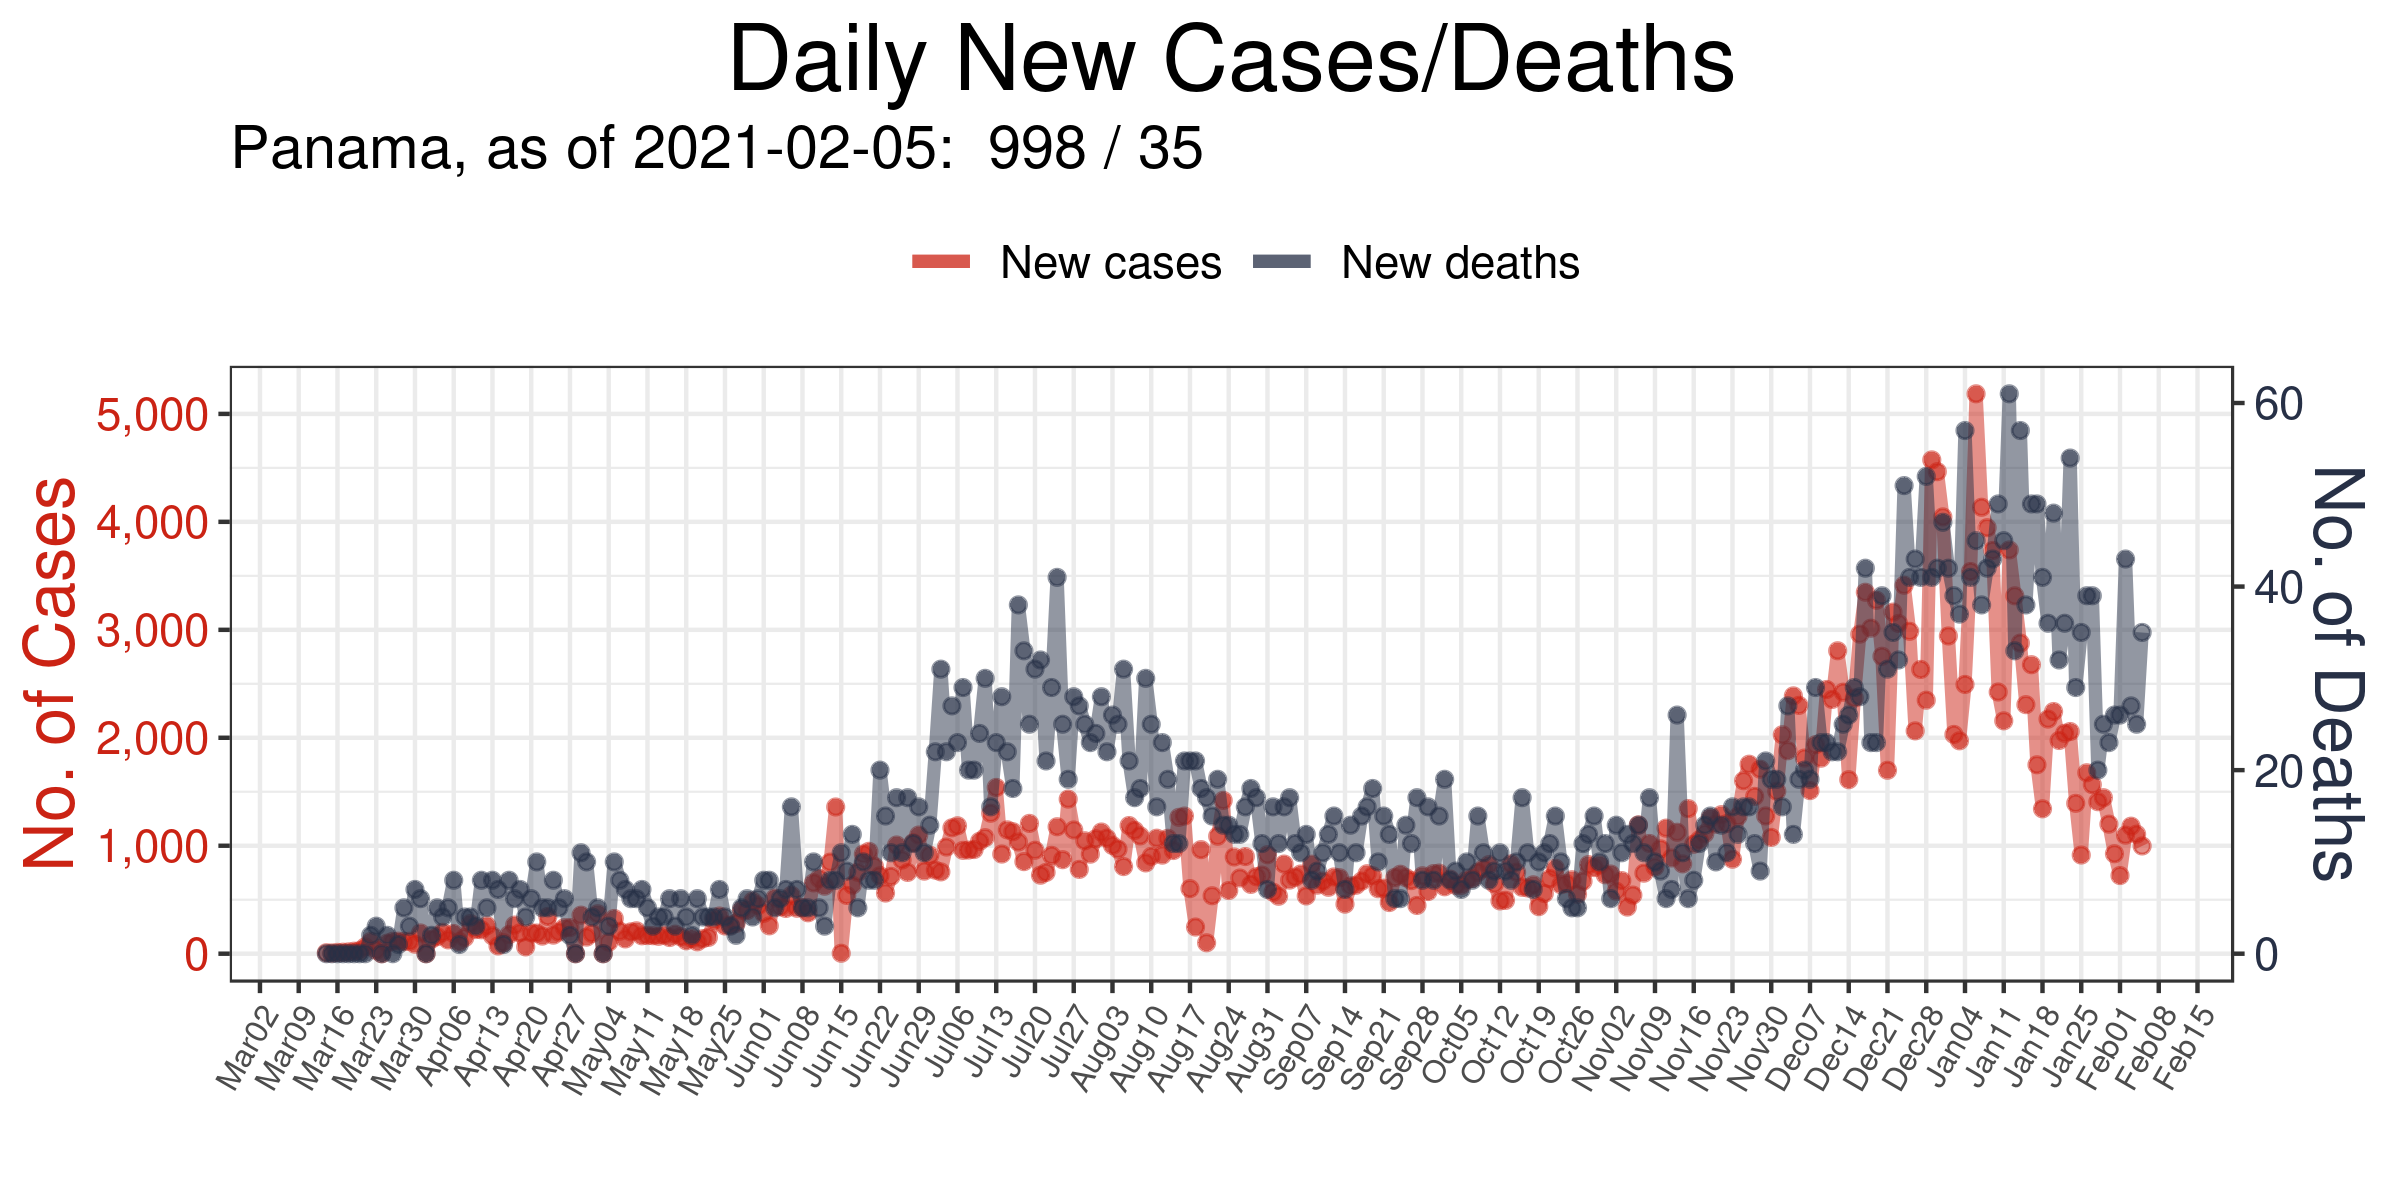 Daily New Cases/Deaths
Panama, as of 2021-02-05:  998 / 35
New cases New deaths
No. of Cases
5,000
4,000
3,000
2,000
1,000
0
60
40
20
0
No. of Deaths
Mar02 Mar09 Mar16 Mar23 Mar30 Apr06 Apr13 Apr20 Apr27 May04 May11 May18 May25 Jun01 Jun08 Jun15 Jun22 Jun29 Jul06 Jul13 Jul20 Jul27 Aug03 Aug10 Aug17 Aug24 Aug31 Sep07 Sep14 Sep21 Sep28 Oct05 Oct12 Oct19 Oct26 Nov02 Nov09 Nov16 Nov23 Nov30 Dec07 Dec14 Dec21 Dec28 Jan04 Jan11 Jan18 Jan25 Feb01 Feb08 Feb15